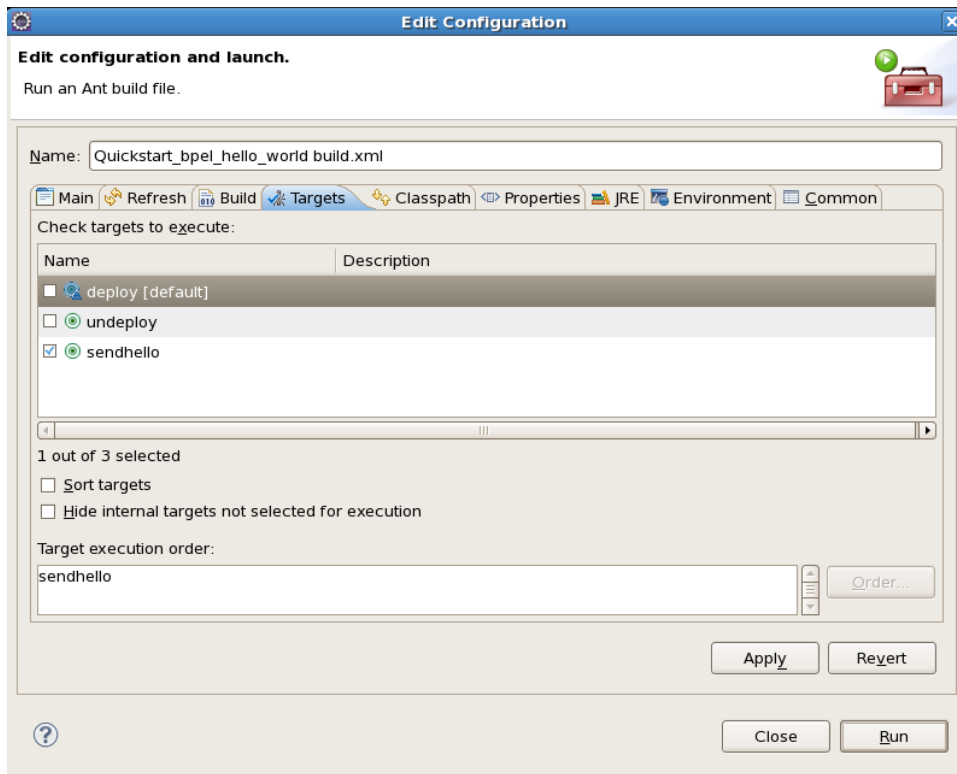 Edit Configuration
Edit configuration and launch.
Run an Ant build file.
Name: Quickstart_bpel_hello_world build.xml
Main Refresh Build Targets Classpath Properties JRE Environment Common
Check targets to execute:
Name Description
deploy [default]
undeploy
sendhello
1 out of 3 selected
Sort targets
Hide internal targets not selected for execution
Target execution order:
sendhello
Order...
Apply Revert
? Close Run